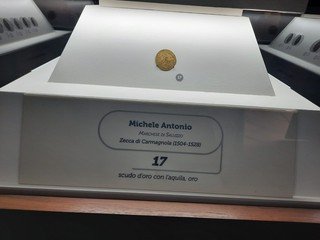 Michele Antonio
Marchese di Saluzzo
Zecca di Carmagnola (1504-1528)
17
scudo d'oro con l'aquila, oro